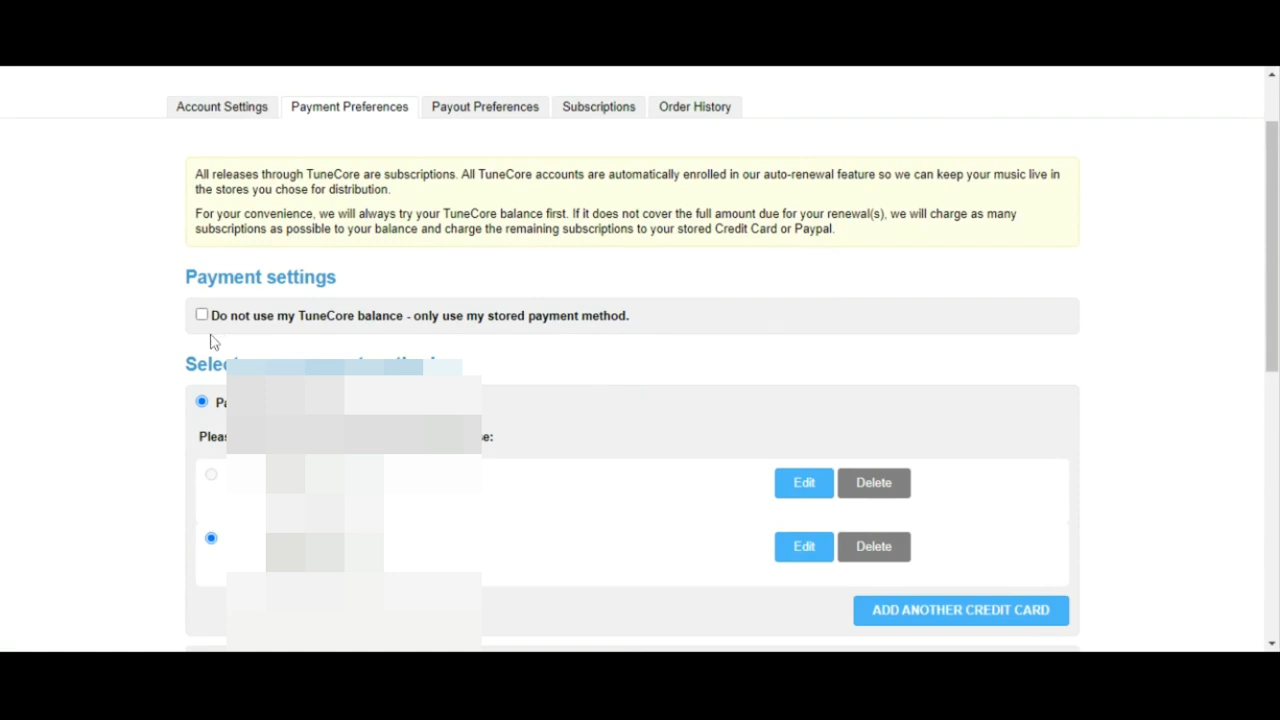 Account Settings Payment Preferences Payout Preferences Subscriptions Order History
All releases through TuneCore are subscriptions. All TuneCore accounts are automatically enrolled in our auto-renewal feature so we can keep your music live in
the stores you chose for distribution.
For your convenience, we will always try your TuneCore balance first. If it does not cover the full amount due for your renewal(s), we will charge as many
subscriptions as possible to your balance and charge the remaining subscriptions to your stored Credit Card or Paypal.
Payment settings
Do not use my TuneCore balance - only use my stored payment method.
Edit Delete
Edit Delete
ADD ANOTHER CREDIT CARD